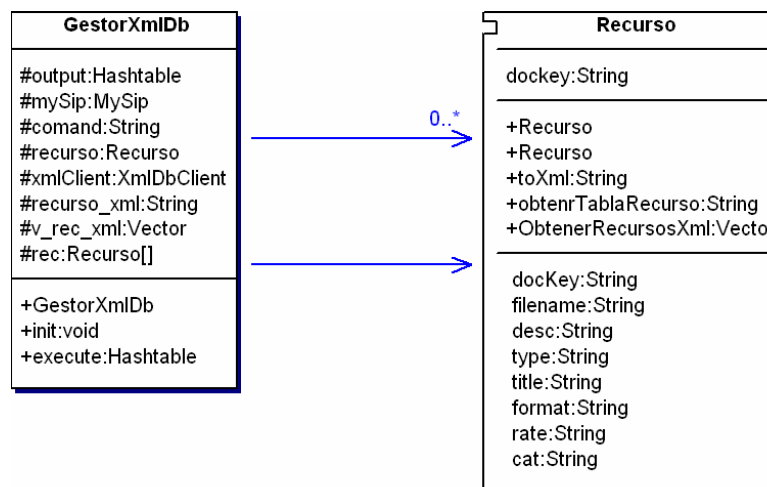 GestorXmlDb
#output:Hashtable
#mySip:MySip
#comand:String
#recurso:Recurso
#xmlClient:XmlDbClient
#recurso_xml:String
#v_rec_xml:Vector
#rec:Recurso[]
+GestorXmlDb
+init:void
+execute:Hashtable
0..*
Recurso
dockey:String
+Recurso
+Recurso
+toXml:String
+obtenrTablaRecurso:String
+ObtenerRecursosXml:Vecto
docKey:String
filename:String
desc:String
type:String
title:String
format:String
rate:String
cat:String